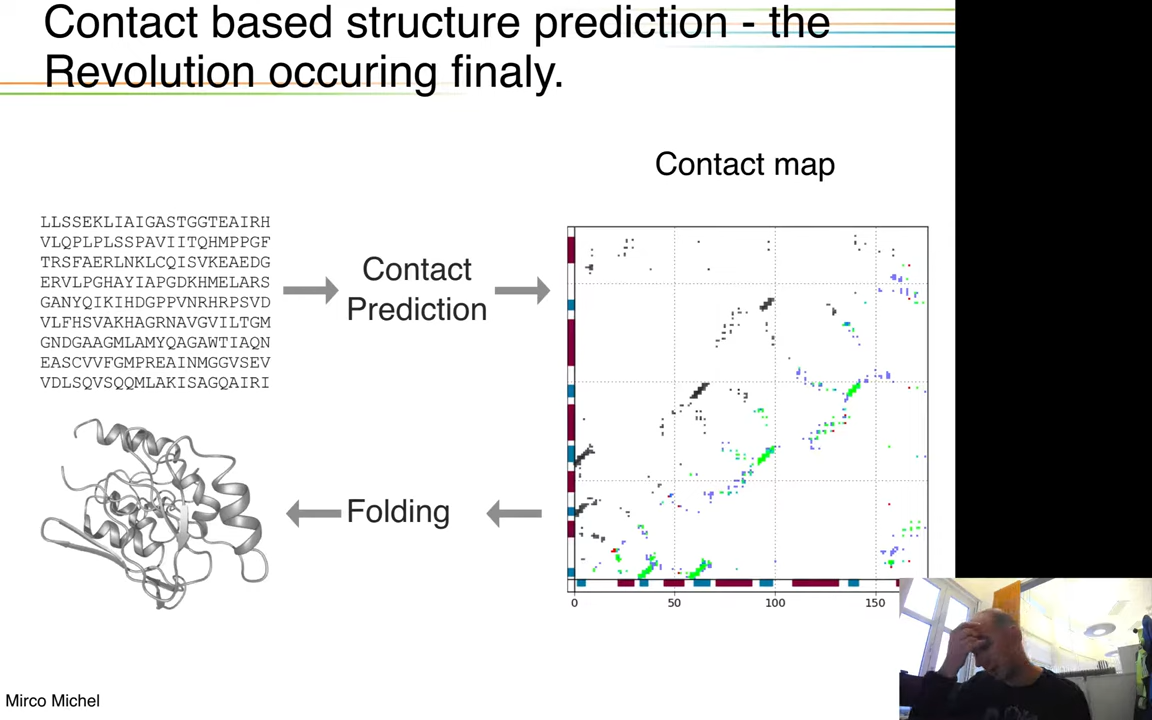 Contact based structure prediction - the
Revolution occuring finaly.
Contact map
LLSSEKLIAIGASTGGTEAIRH
VLQPLPLSSPAVIITQHMPPGF
TRSFAERLNKLCQISVKEAEDG
ERVLPGHAYIAPGDKHMELARS
GANYQIKIHDGPPVNRHRPSVD
VLFHSVAKHAGRNAVGVILTGM
GNDGAAGMLAMYQAGAWTIAQN
EASCVVFGMPREAINMGGVSEV
VDLSQVSQQMLAKISAGQAIRI
Contact
Prediction
Folding
0 50 100 150
Mirco Michel